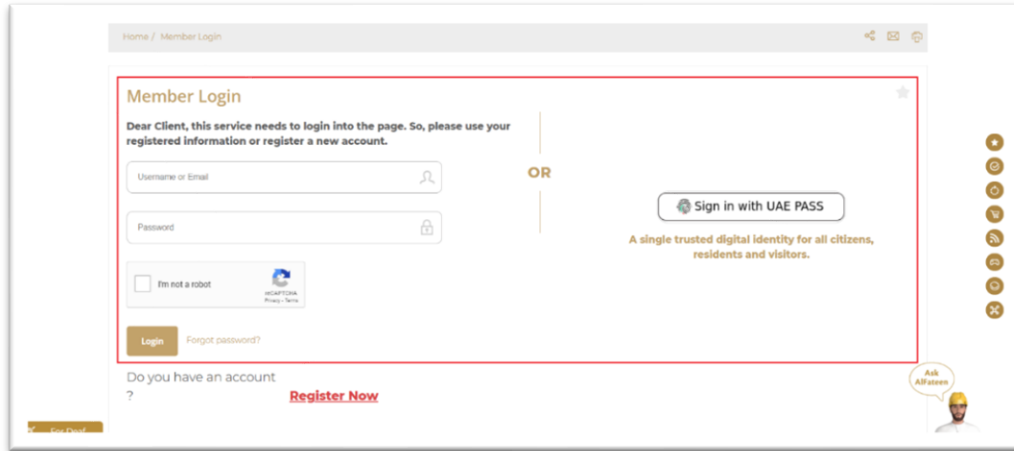 Home / Member Login
Member Login
Dear Client, this service needs to login into the page. So, please use your
registered information or register a new account.
Username or Email
Password
I'm not a robot
reCAPTCHA
Privacy - Terms
Login
Forgot password?
OR
Sign in with UAE PASS
A single trusted digital identity for all citizens,
residents and visitors.
Do you have an account
?
Register Now
Ask
AlFateen
For Deaf